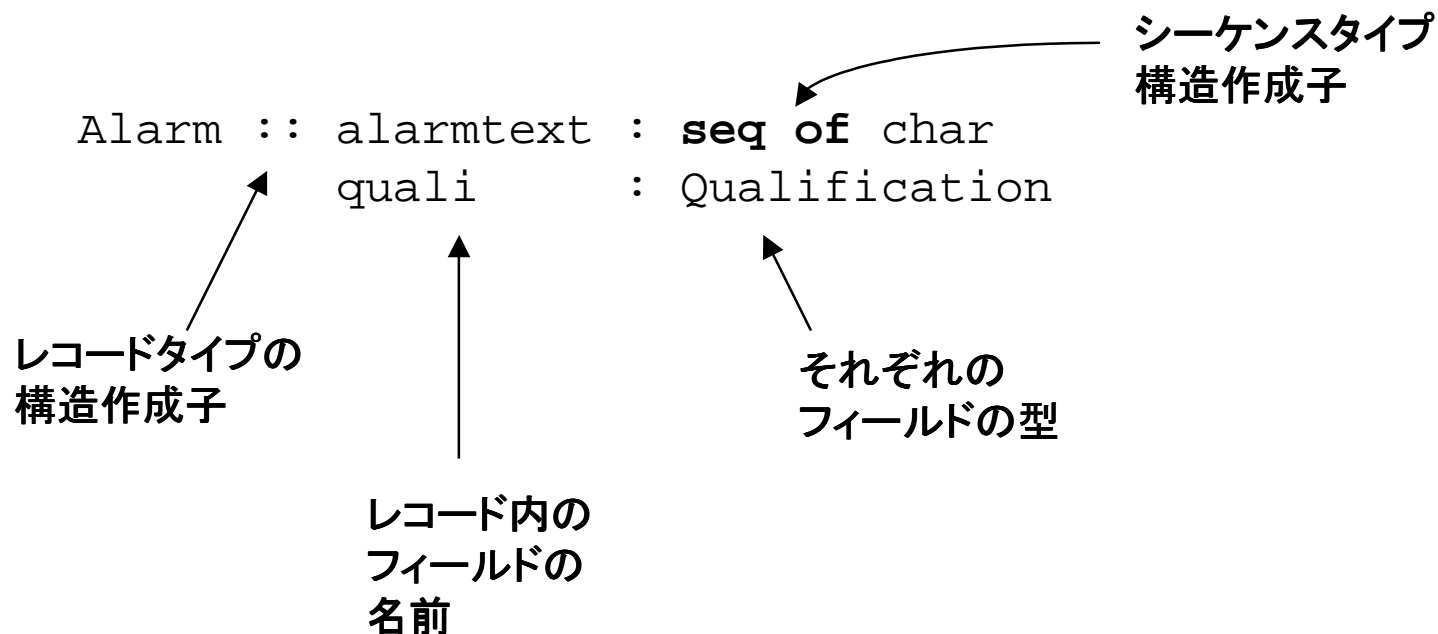 シーケンスタイプ
構造作成子
Alarm :: alarmtext : seq of char
quali : Qualification
レコードタイプの
構造作成子
それぞれの
フィールドの型
レコード内の
フィールドの
名前